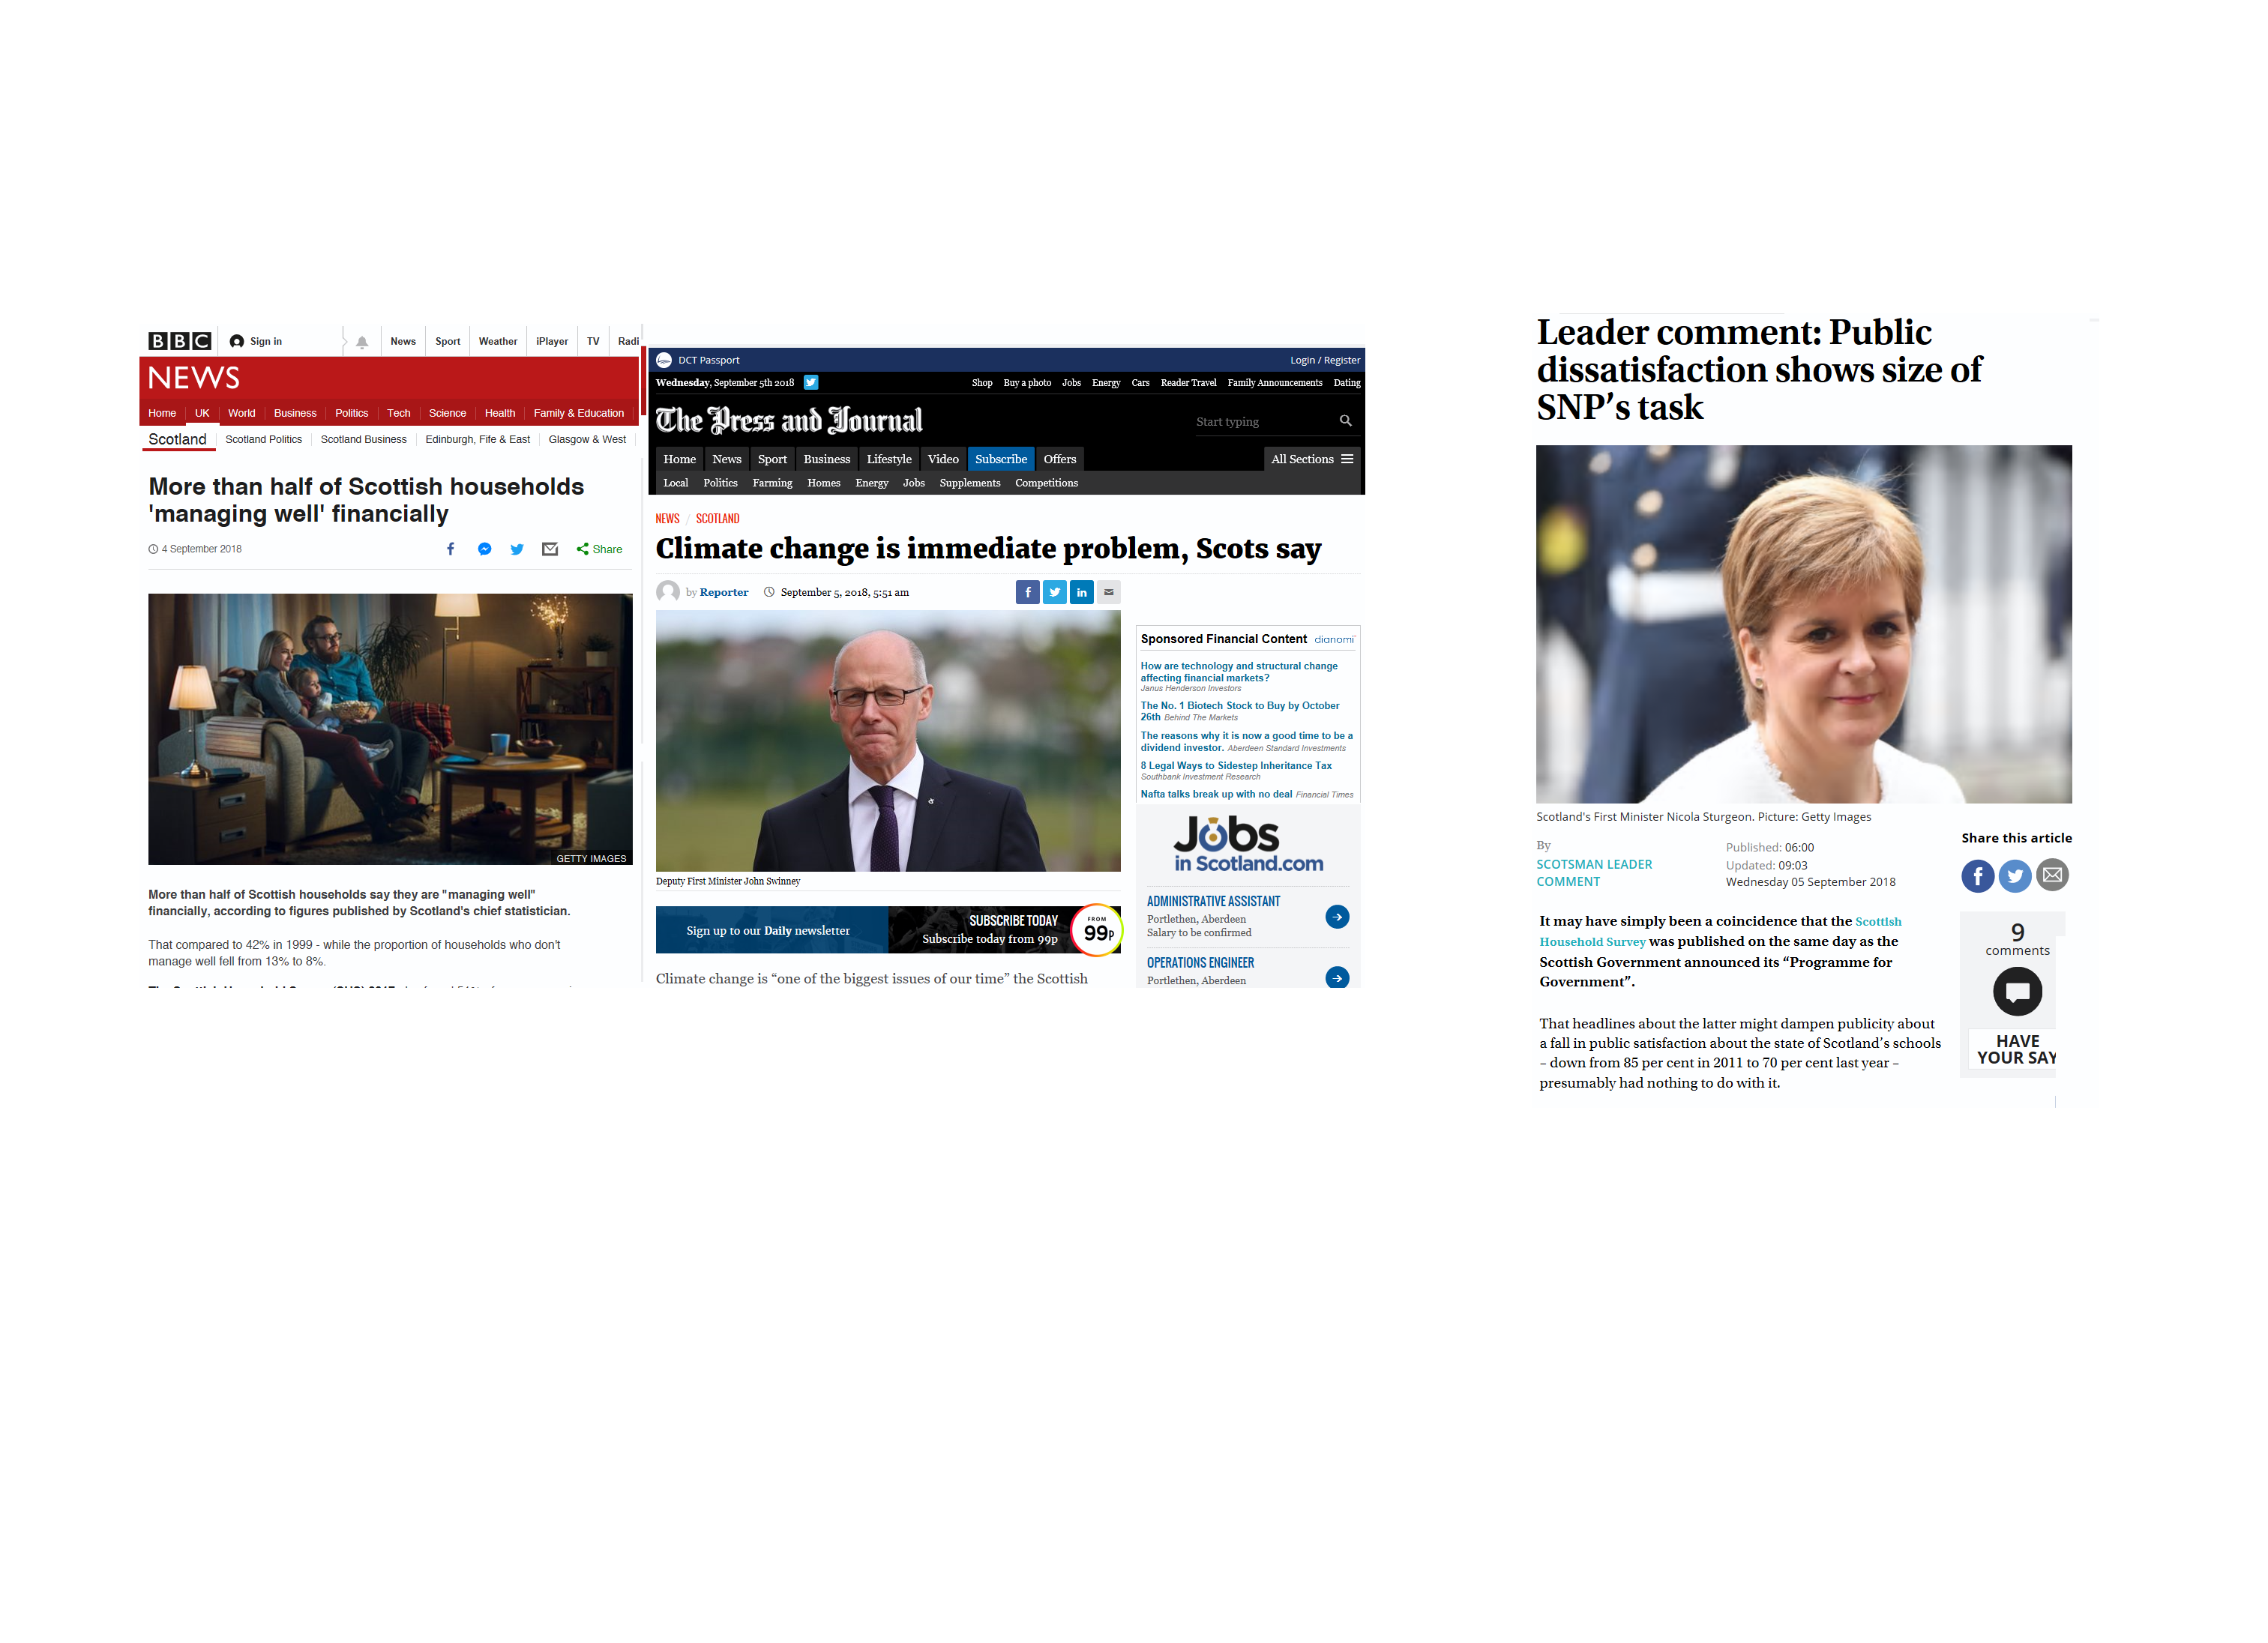 BBC
Sign in
News
Sport
Weather
iPlayer
TV
Radi
NEWS
Home
UK
World
Business
Politics
Tech
Science
Health
Family & Education
Scotland
Scotland Politics
Scotland Business
Edinburgh, Fife & East
Glasgow & West
More than half of Scottish households
'managing well' financially
4 September 2018
Share
GETTY IMAGES
More than half of Scottish households say they are "managing well"
financially, according to figures published by Scotland's chief statistician.
That compared to 42% in 1999 - while the proportion of households who don't
manage well fell from 13% to 8%.
DCT Passport
Login / Register
Wednesday, September 5th 2018
Shop
Buy a photo
Jobs
Energy
Cars
Reader Travel
Family Announcements
Dating
The Press and Journal
Start typing
Home
News
Sport
Business
Lifestyle
Video
Subscribe
Offers
All Sections
Local
Politics
Farming
Homes
Energy
Jobs
Supplements
Competitions
NEWS / SCOTLAND
Climate change is immediate problem, Scots say
by Reporter
September 5, 2018, 5:51 am
Deputy First Minister John Swinney
Sign up to our Daily newsletter
SUBSCRIBE TODAY
Subscribe today from 99p
FROM
99p
Climate change is “one of the biggest issues of our time” the Scottish
Sponsored Financial Content dianomi
How are technology and structural change
affecting financial markets?
Janus Henderson Investors
The No. 1 Biotech Stock to Buy by October
26th Behind The Markets
The reasons why it is now a good time to be a
dividend investor. Aberdeen Standard Investments
8 Legal Ways to Sidestep Inheritance Tax
Southbank Investment Research
Nafta talks break up with no deal Financial Times
Jobs
in Scotland.com
ADMINISTRATIVE ASSISTANT
Portlethen, Aberdeen
Salary to be confirmed
OPERATIONS ENGINEER
Portlethen, Aberdeen
Leader comment: Public
dissatisfaction shows size of
SNP’s task
Scotland's First Minister Nicola Sturgeon. Picture: Getty Images
By
SCOTSMAN LEADER
COMMENT
Published: 06:00
Updated: 09:03
Wednesday 05 September 2018
Share this article
It may have simply been a coincidence that the Scottish
Household Survey was published on the same day as the
Scottish Government announced its “Programme for
Government”.
That headlines about the latter might dampen publicity about
a fall in public satisfaction about the state of Scotland’s schools
– down from 85 per cent in 2011 to 70 per cent last year –
presumably had nothing to do with it.
9
comments
HAVE
YOUR SAY